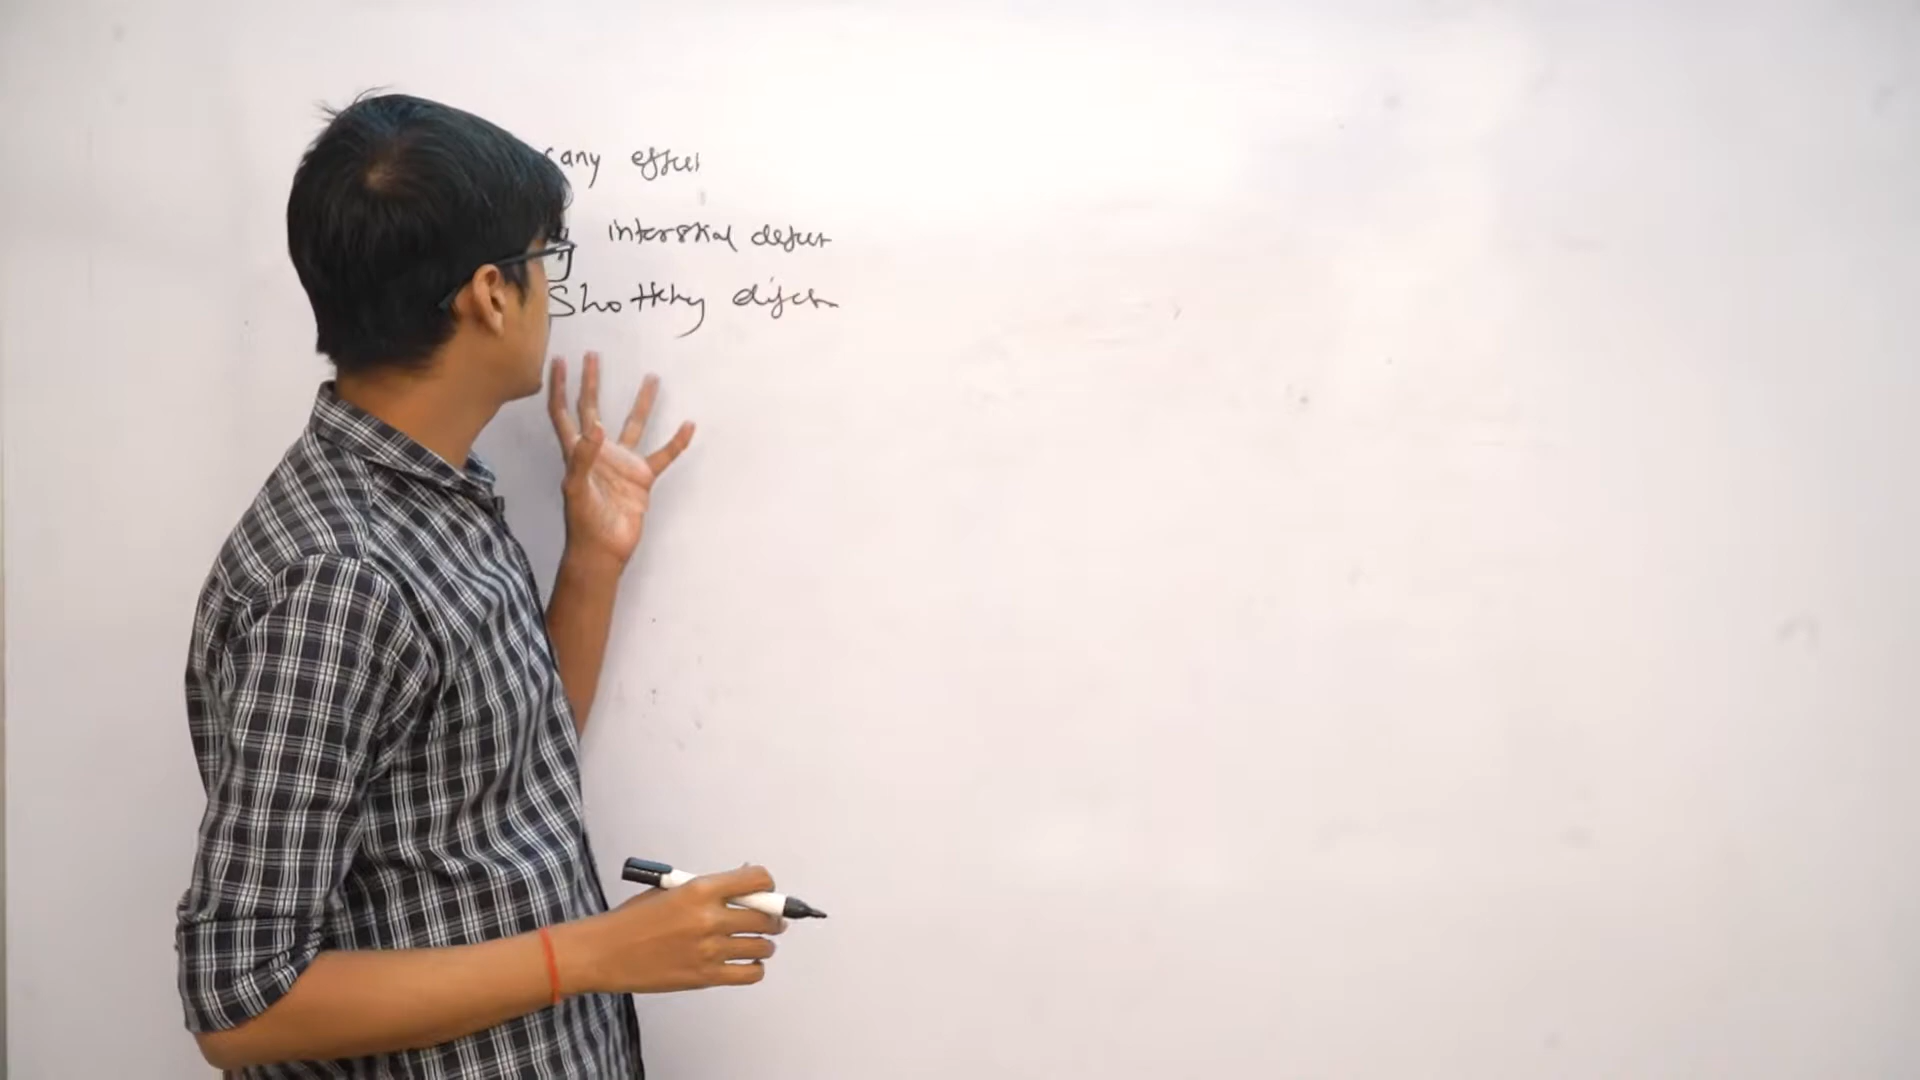 any effect
interstial defect
Shottky defect